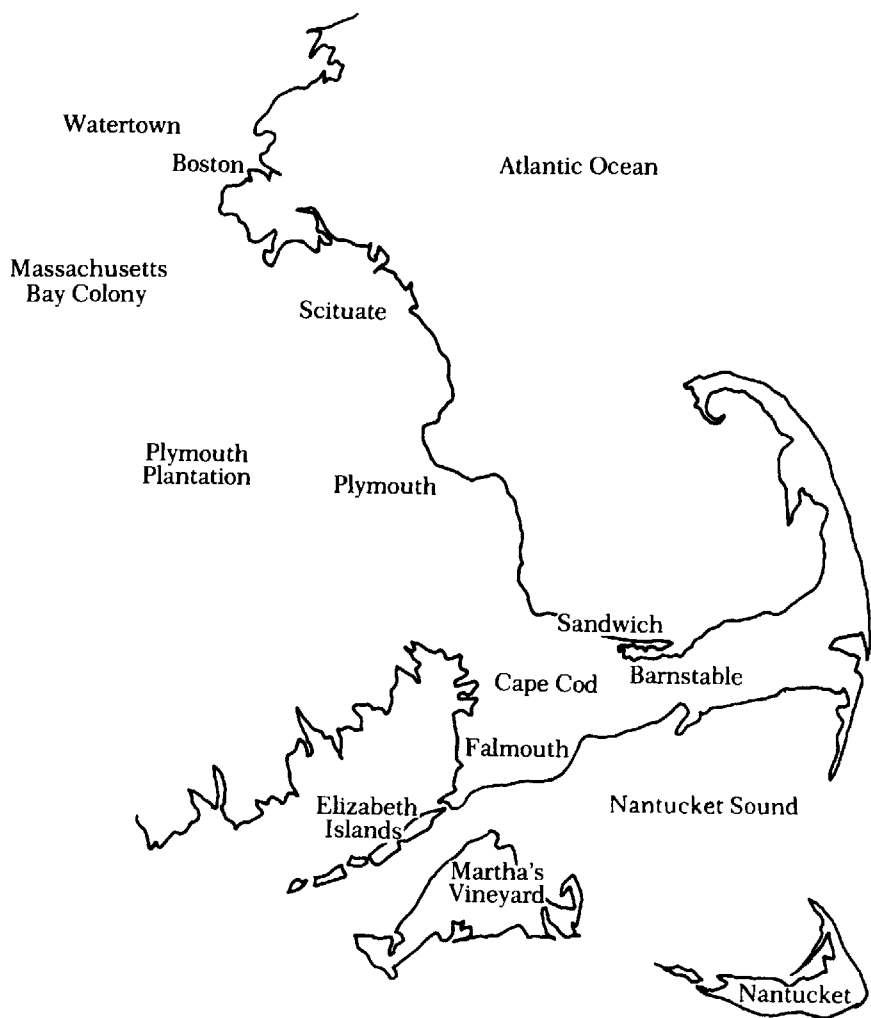 Watertown
Boston
Atlantic Ocean
Massachusetts
Bay Colony
Scituate
Plymouth
Plantation
Plymouth
Sandwich
Cape Cod
Barnstable
Falmouth
Elizabeth
Islands
Nantucket Sound
Martha's
Vineyard
Nantucket